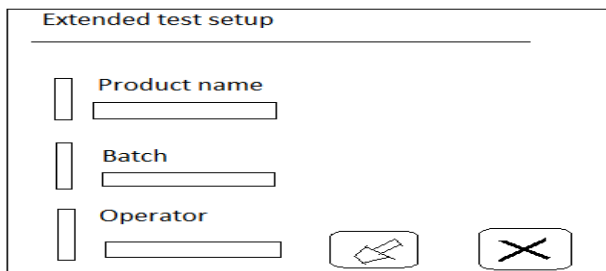 Extended test setup
Product name
Batch
Operator